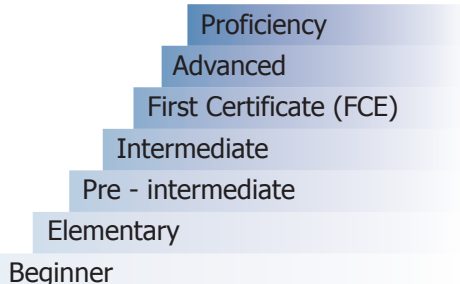 Proficiency
Advanced
First Certificate (FCE)
Intermediate
Pre - intermediate
Elementary
Beginner